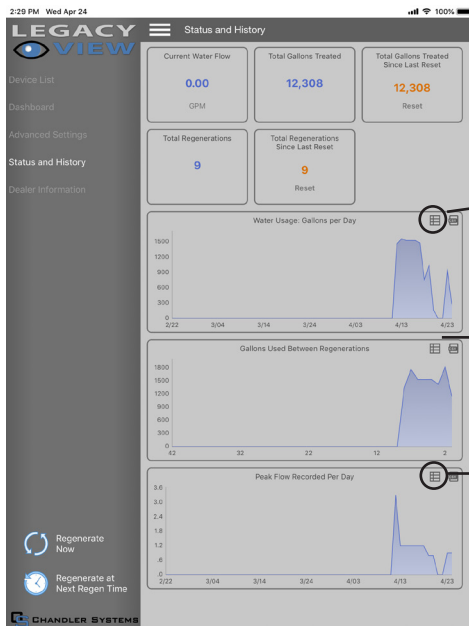 2:29 PM Wed Apr 24
100%
LEGACY
VIEW
Device List
Dashboard
Advanced Settings
Status and History
Dealer Information
Regenerate
Now
Regenerate at
Next Regen Time
CHANDLER SYSTEMS
Status and History
Current Water Flow
0.00
GPM
Total Gallons Treated
12,308
Total Gallons Treated
Since Last Reset
12,308
Reset
Total Regenerations
9
Total Regenerations
Since Last Reset
9
Reset
Water Usage: Gallons per Day
1500
1200
900
600
300
0
2/22 3/04 3/14 3/24 4/03 4/13 4/23
Gallons Used Between Regenerations
1800
1500
1200
900
600
300
0
42 32 22 12 2
Peak Flow Recorded Per Day
3.6
3.0
2.4
1.8
1.2
.6
.0
2/22 3/04 3/14 3/24 4/03 4/13 4/23